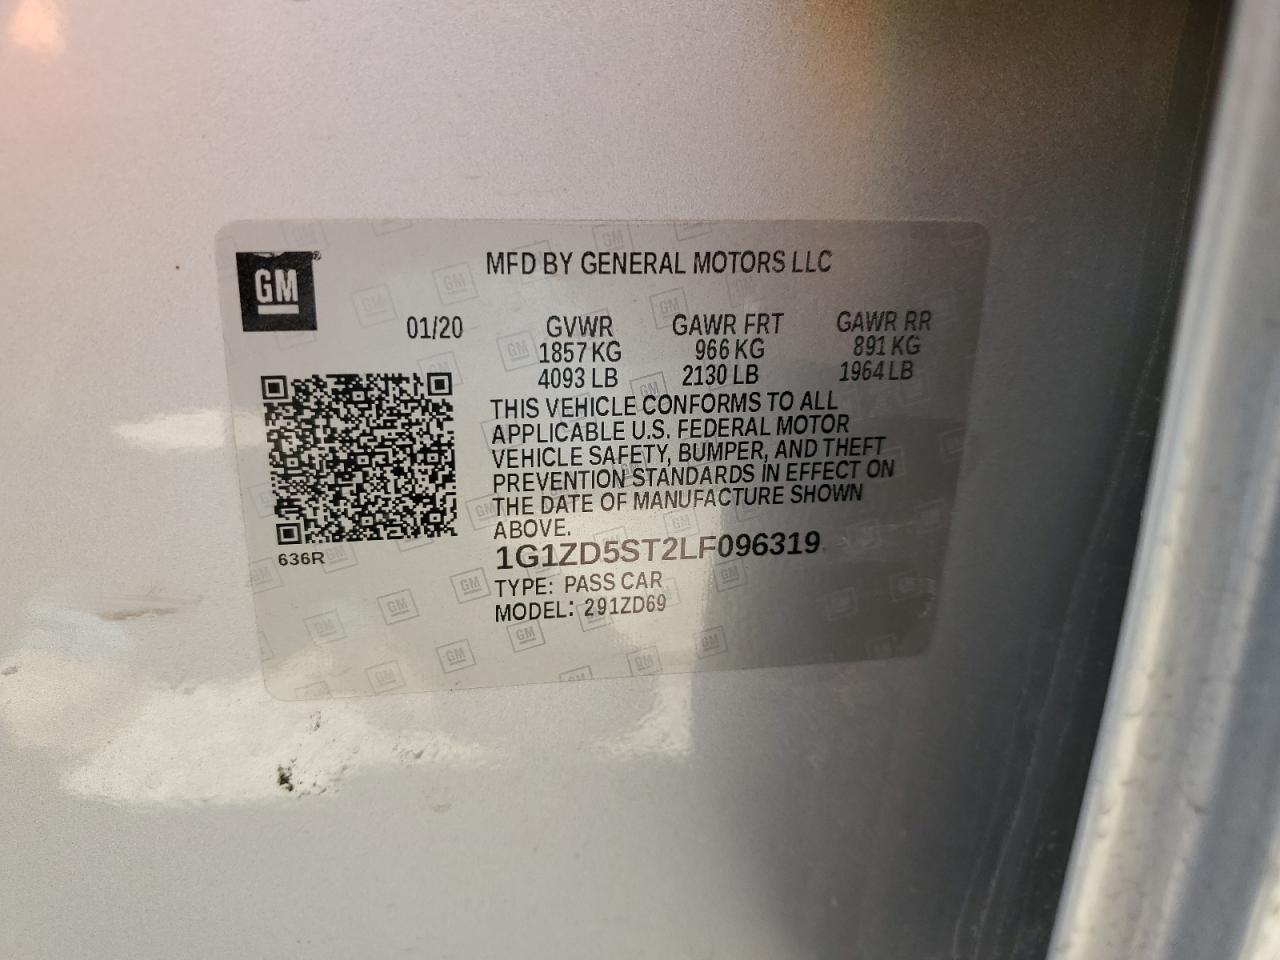 GM®
MFD BY GENERAL MOTORS LLC
01/20 GVWR GAWR FRT GAWR RR
1857 KG 966 KG 891 KG
4093 LB 2130 LB 1964 LB
THIS VEHICLE CONFORMS TO ALL
APPLICABLE U.S. FEDERAL MOTOR
VEHICLE SAFETY, BUMPER, AND THEFT
PREVENTION STANDARDS IN EFFECT ON
THE DATE OF MANUFACTURE SHOWN
ABOVE.
636R
1G1ZD5ST2LF096319
TYPE: PASS CAR
MODEL: 291ZD69